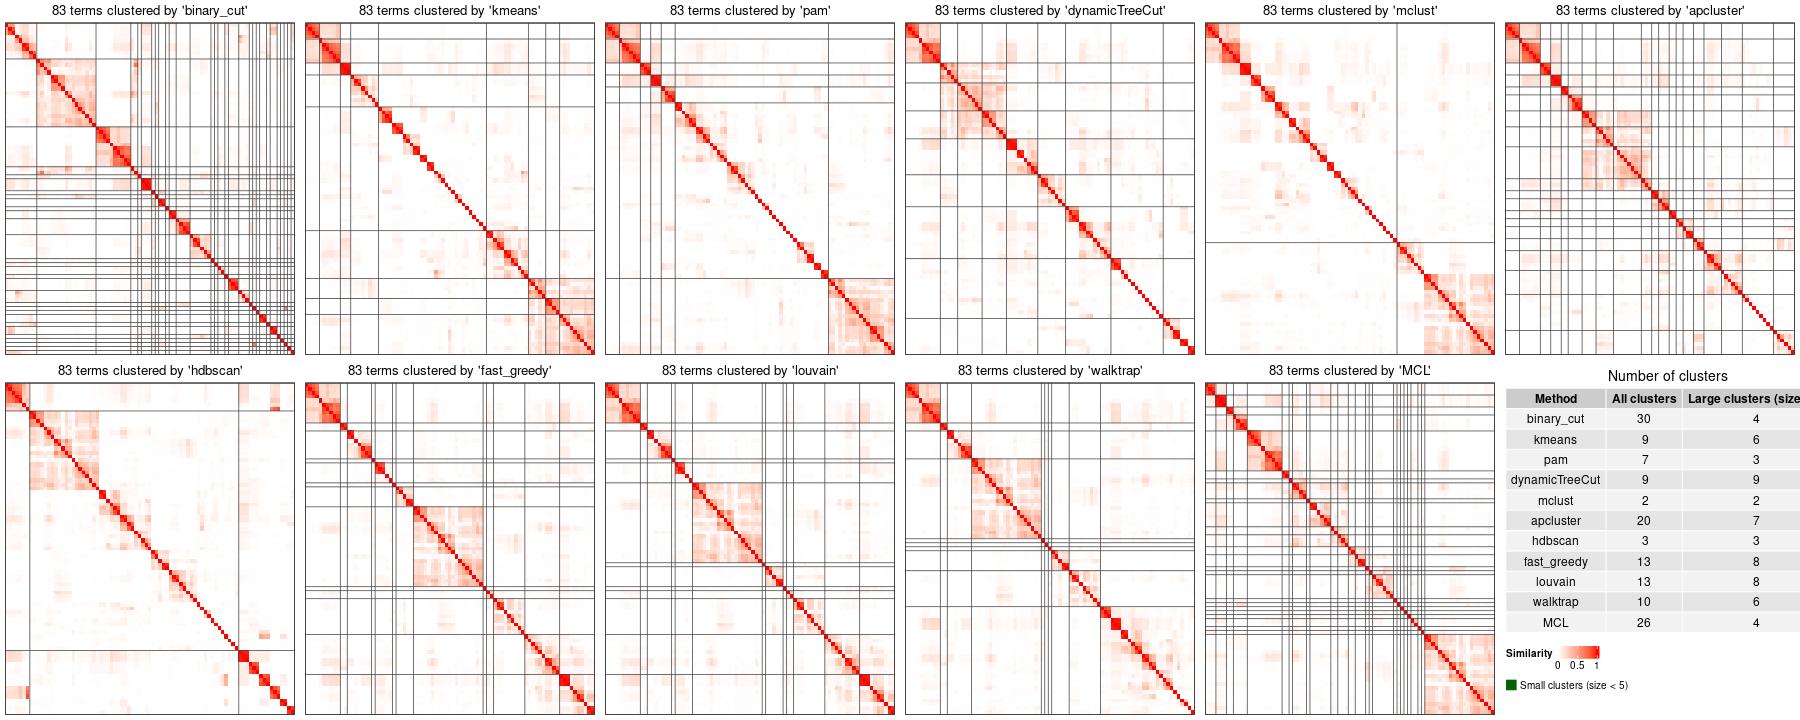 83 terms clustered by 'binary_cut'
83 terms clustered by 'kmeans'
83 terms clustered by 'pam'
83 terms clustered by 'dynamicTreeCut'
83 terms clustered by 'mclust'
83 terms clustered by 'apcluster'
83 terms clustered by 'hdbscan'
83 terms clustered by 'fast_greedy'
83 terms clustered by 'louvain'
83 terms clustered by 'walktrap'
83 terms clustered by 'MCL'
Number of clusters
Method All clusters Large clusters (size
binary_cut 30 4
kmeans 9 6
pam 7 3
dynamicTreeCut 9 9
mclust 2 2
apcluster 20 7
hdbscan 3 3
fast_greedy 13 8
louvain 13 8
walktrap 10 6
MCL 26 4
Similarity
0 0.5 1
Small clusters (size < 5)